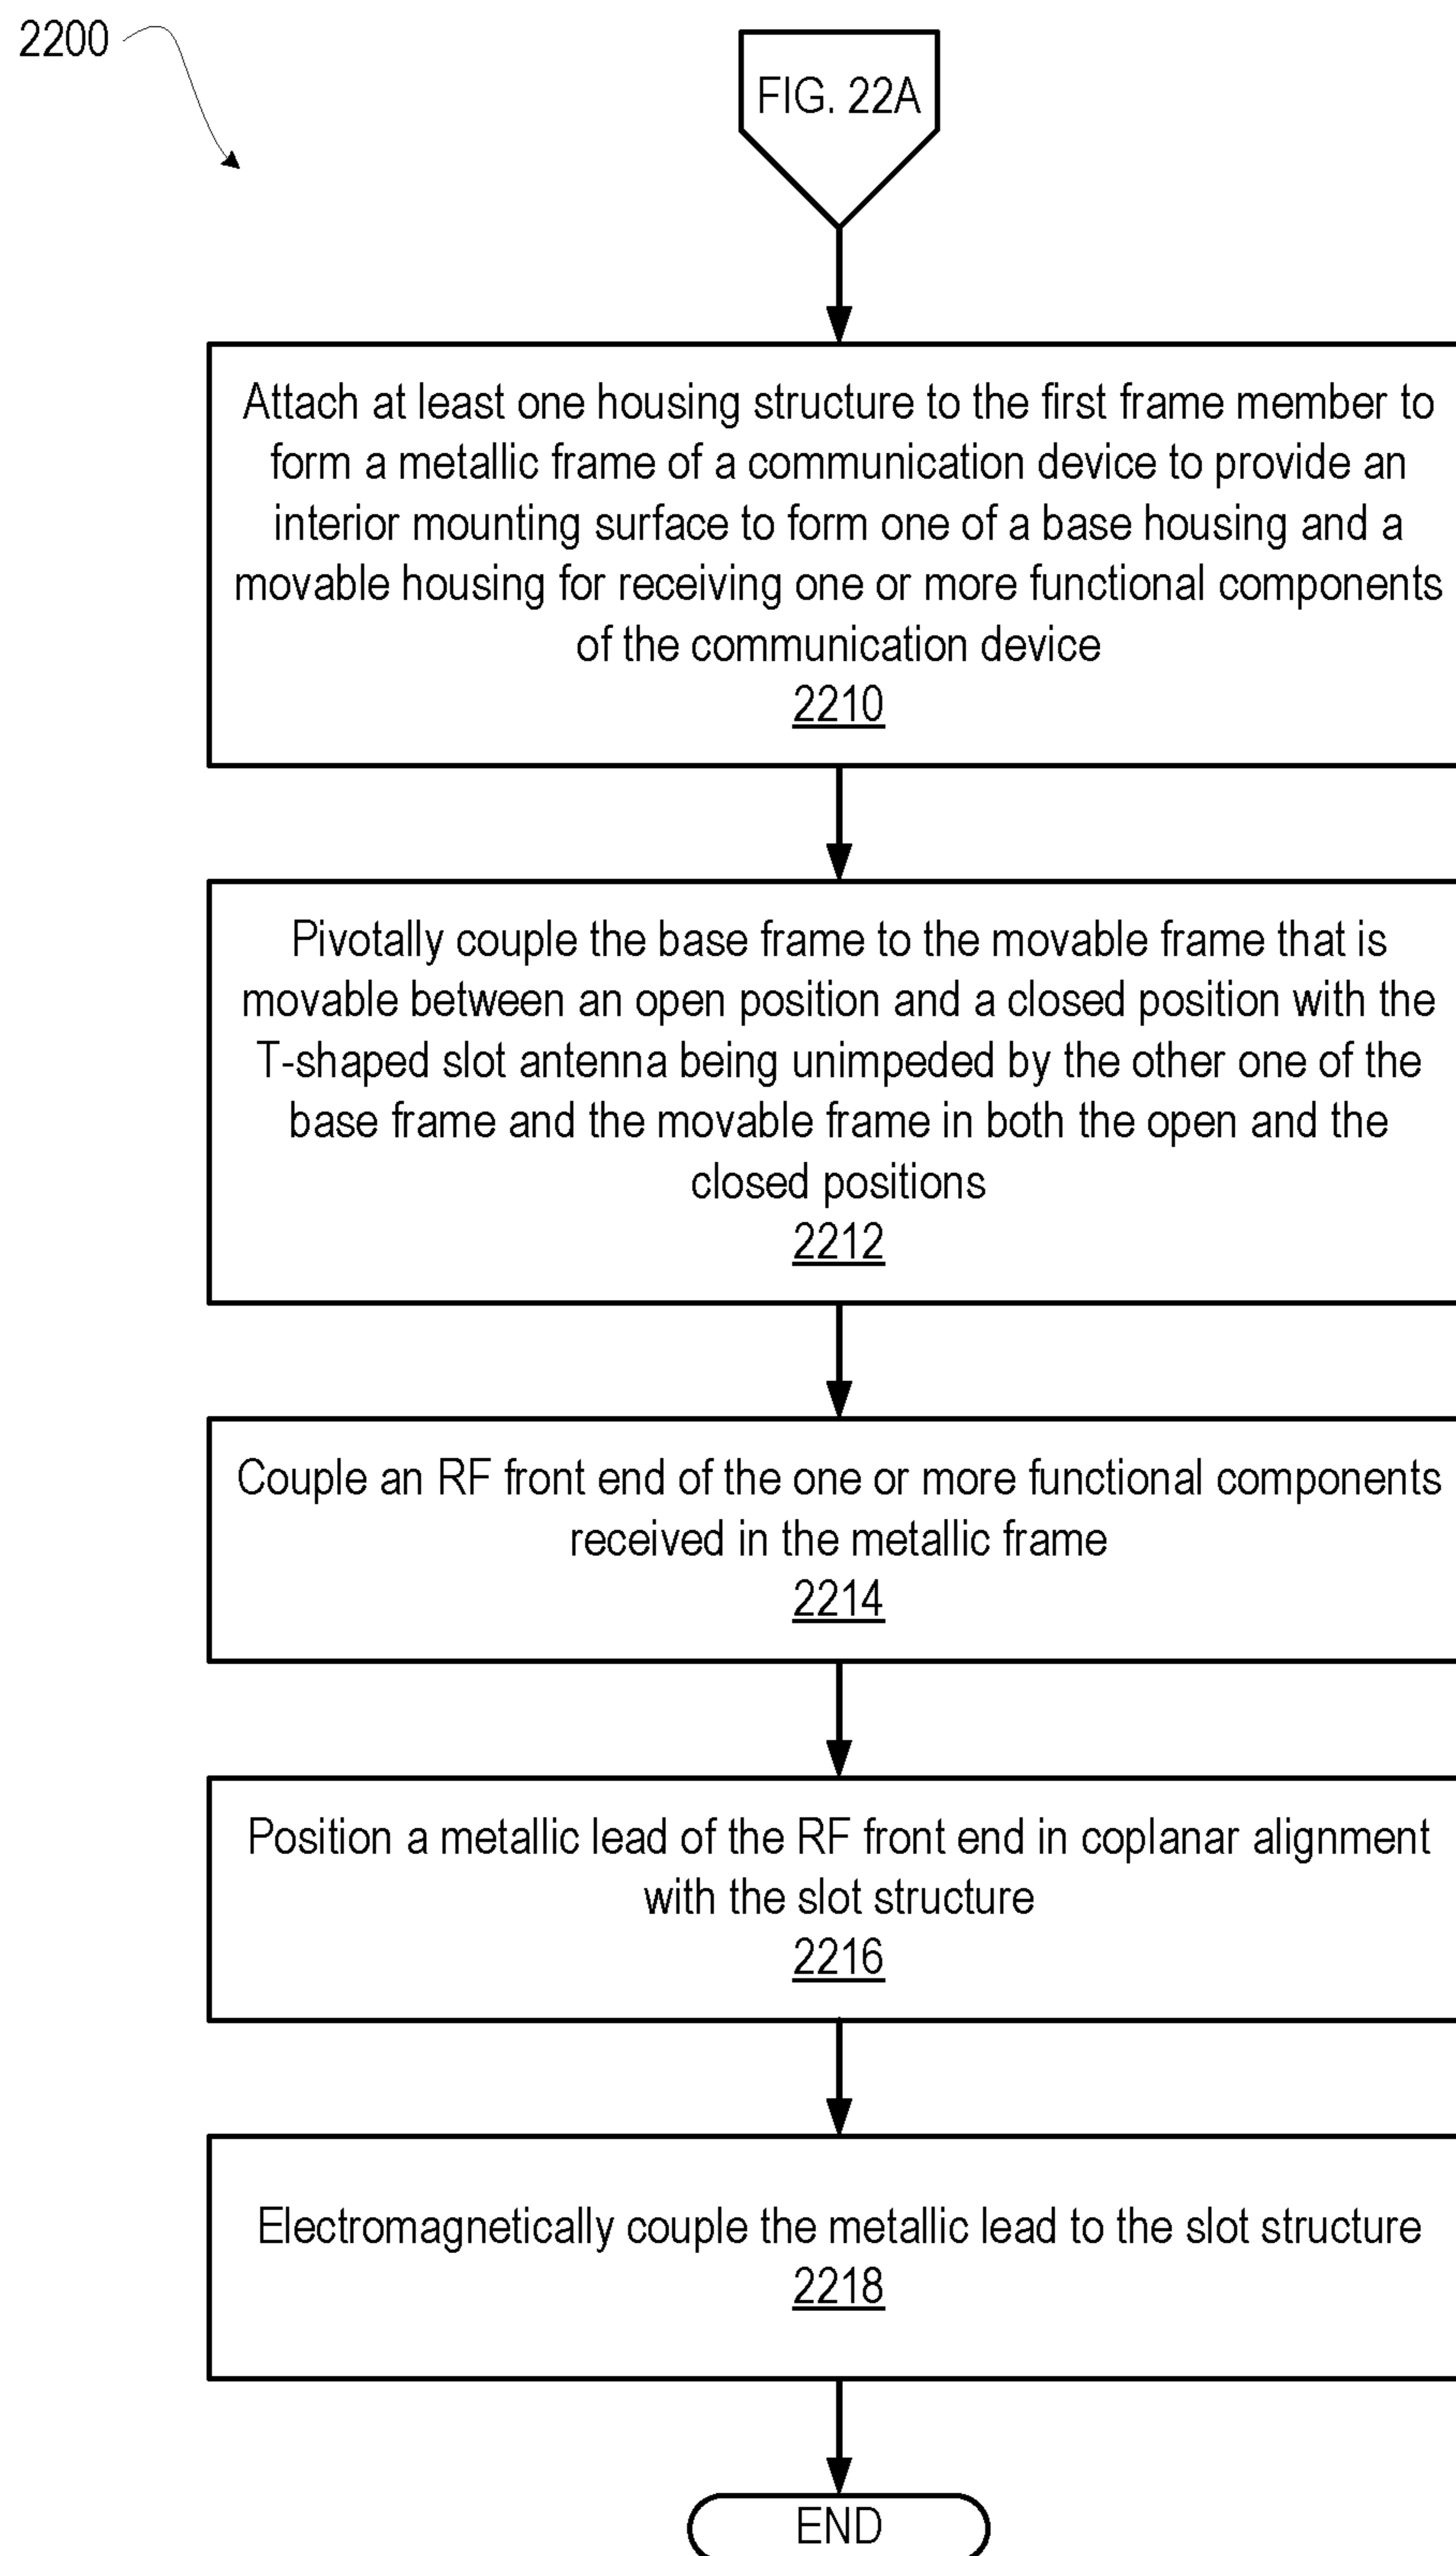 2200
FIG. 22A
Attach at least one housing structure to the first frame member to
form a metallic frame of a communication device to provide an
interior mounting surface to form one of a base housing and a
movable housing for receiving one or more functional components
of the communication device
2210
Pivotally couple the base frame to the movable frame that is
movable between an open position and a closed position with the
T-shaped slot antenna being unimpeded by the other one of the
base frame and the movable frame in both the open and the
closed positions
2212
Couple an RF front end of the one or more functional components
received in the metallic frame
2214
Position a metallic lead of the RF front end in coplanar alignment
with the slot structure
2216
Electromagnetically couple the metallic lead to the slot structure
2218
END